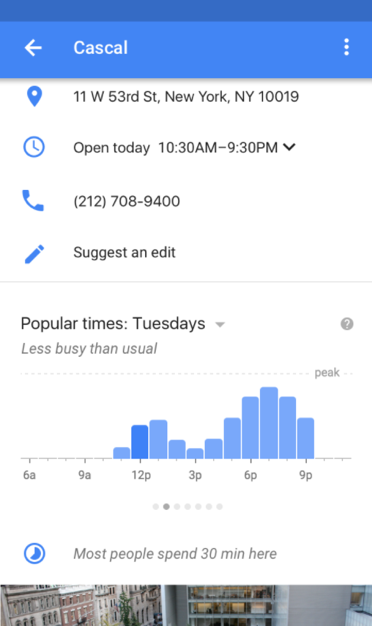 Cascal
11 W 53rd St, New York, NY 10019
Open today 10:30AM–9:30PM
(212) 708-9400
Suggest an edit
Popular times: Tuesdays
?
Less busy than usual
peak
6a 9a 12p 3p 6p 9p
Most people spend 30 min here